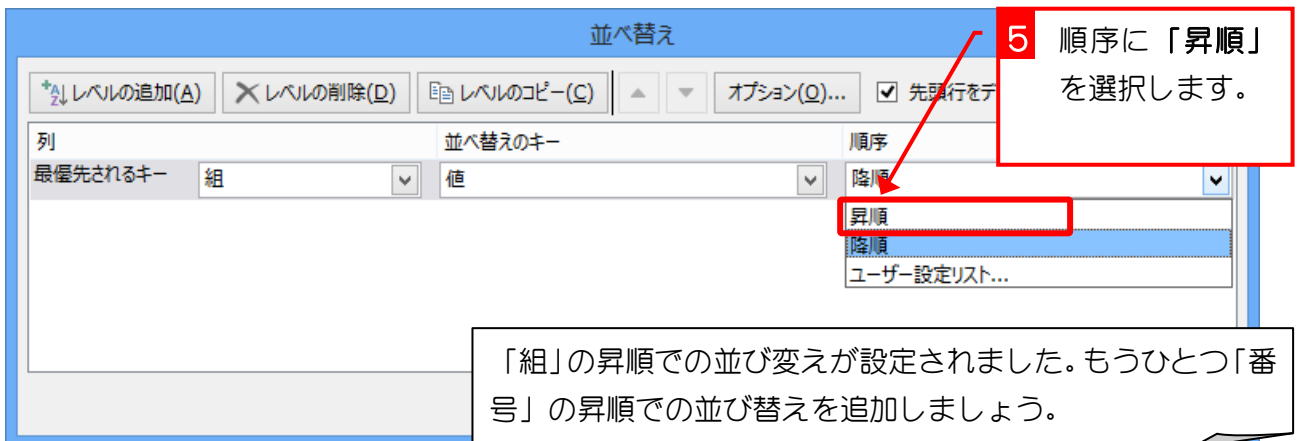 並べ替え
5 順序に「昇順」
を選択します。
レベルの追加(A) レベルの削除(D) レベルのコピー(C) オプション(O)... 先頭行をデ
列 並べ替えのキー 順序
最優先されるキー 組 値 降順
昇順
降順
ユーザー設定リスト...
「組」の昇順での並び変えが設定されました。もうひとつ「番
号」の昇順での並び替えを追加しましょう。